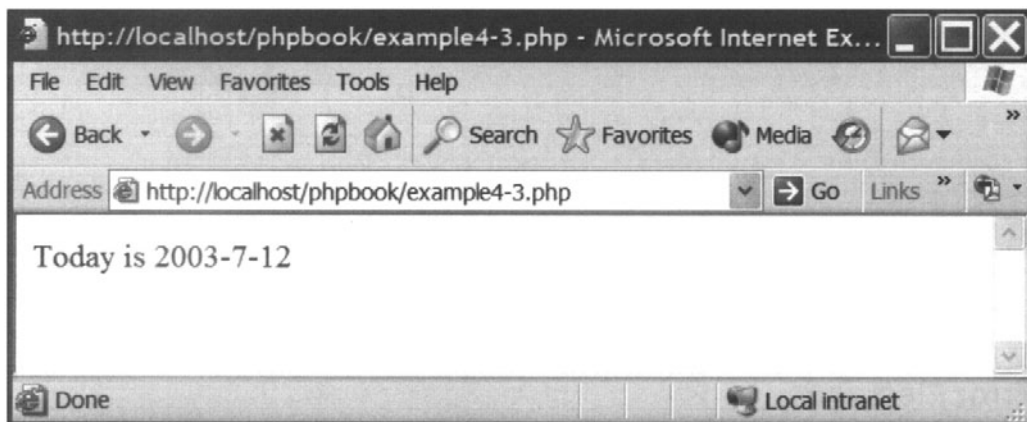 http://localhost/phpbook/example4-3.php - Microsoft Internet Ex...
File Edit View Favorites Tools Help
Back Search Favorites Media »
Address http://localhost/phpbook/example4-3.php Go Links »
Today is 2003-7-12
Done Local intranet